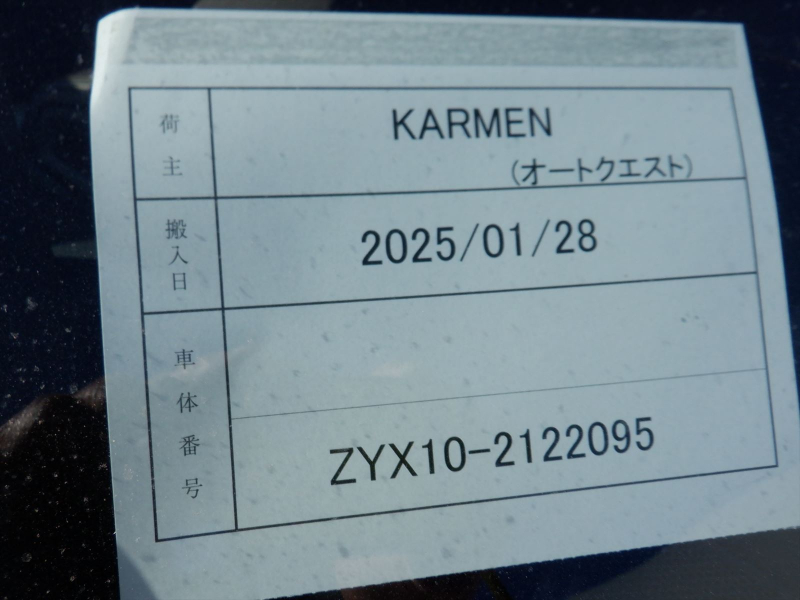 荷主
KARMEN
(オートクエスト)
搬入日
2025/01/28
車体番号
ZYX10-2122095